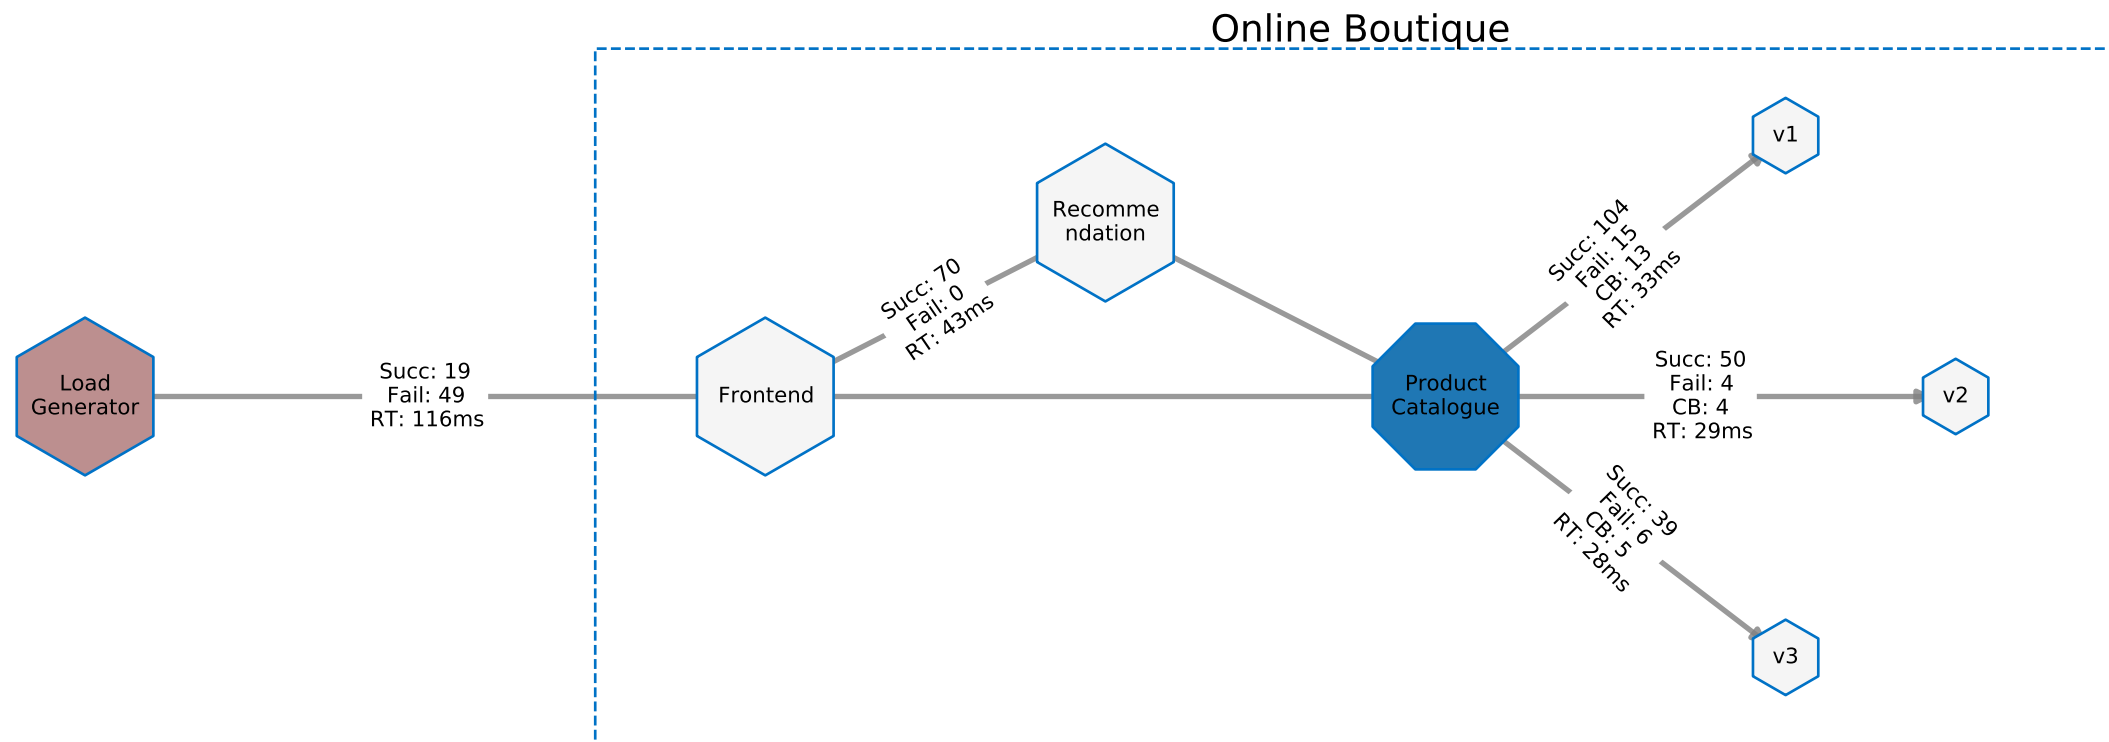 Online Boutique
Load
Generator
Succ: 19
Fail: 49
RT: 116ms
Frontend
Succ: 70
Fail: 0
RT: 43ms
Recomme
ndation
Product
Catalogue
Succ: 104
Fail: 15
CB: 13
RT: 33ms
v1
Succ: 50
Fail: 4
CB: 4
RT: 29ms
v2
Succ: 39
Fail: 6
CB: 5
RT: 28ms
v3